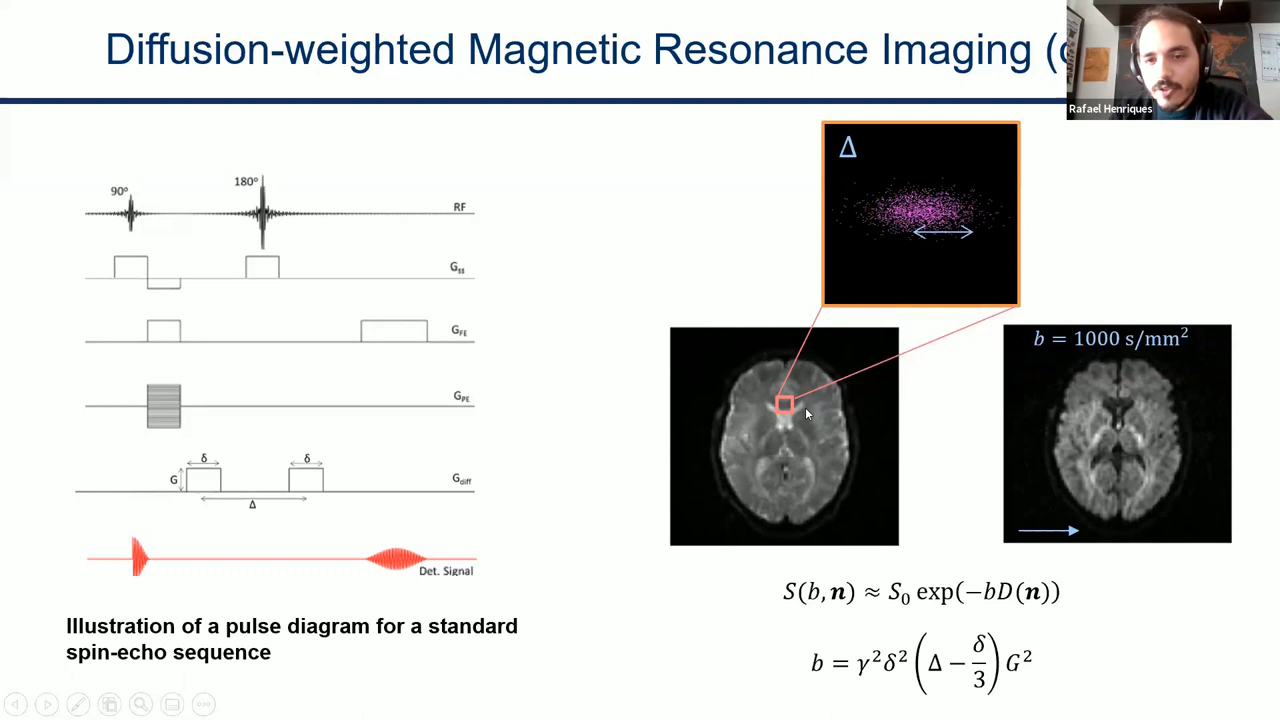 Diffusion-weighted Magnetic Resonance Imaging (
Rafael Henriques
90°
180°
RF
Gss
GFE
GPE
δ
δ
G
Gdiff
Δ
Det. Signal
Illustration of a pulse diagram for a standard
spin-echo sequence
Δ
b = 1000 s/mm²
S(b, n) ≈ S₀ exp(−bD(n))
b = γ²δ² (Δ − δ/3) G²